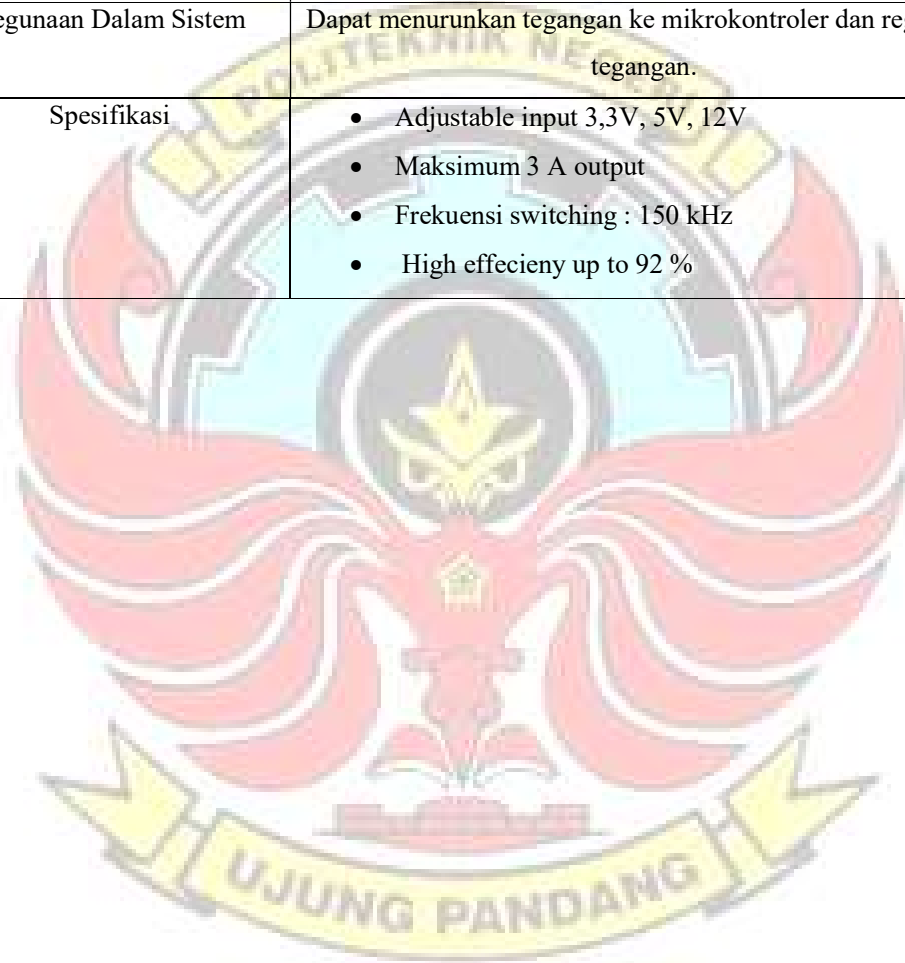 egunaan Dalam Sistem
Dapat menurunkan tegangan ke mikrokontroler dan reg
tegangan.
Spesifikasi
• Adjustable input 3,3V, 5V, 12V
• Maksimum 3 A output
• Frekuensi switching : 150 kHz
• High effecieny up to 92 %
POLITEKNIK NEGERI
UJUNG PANDANG